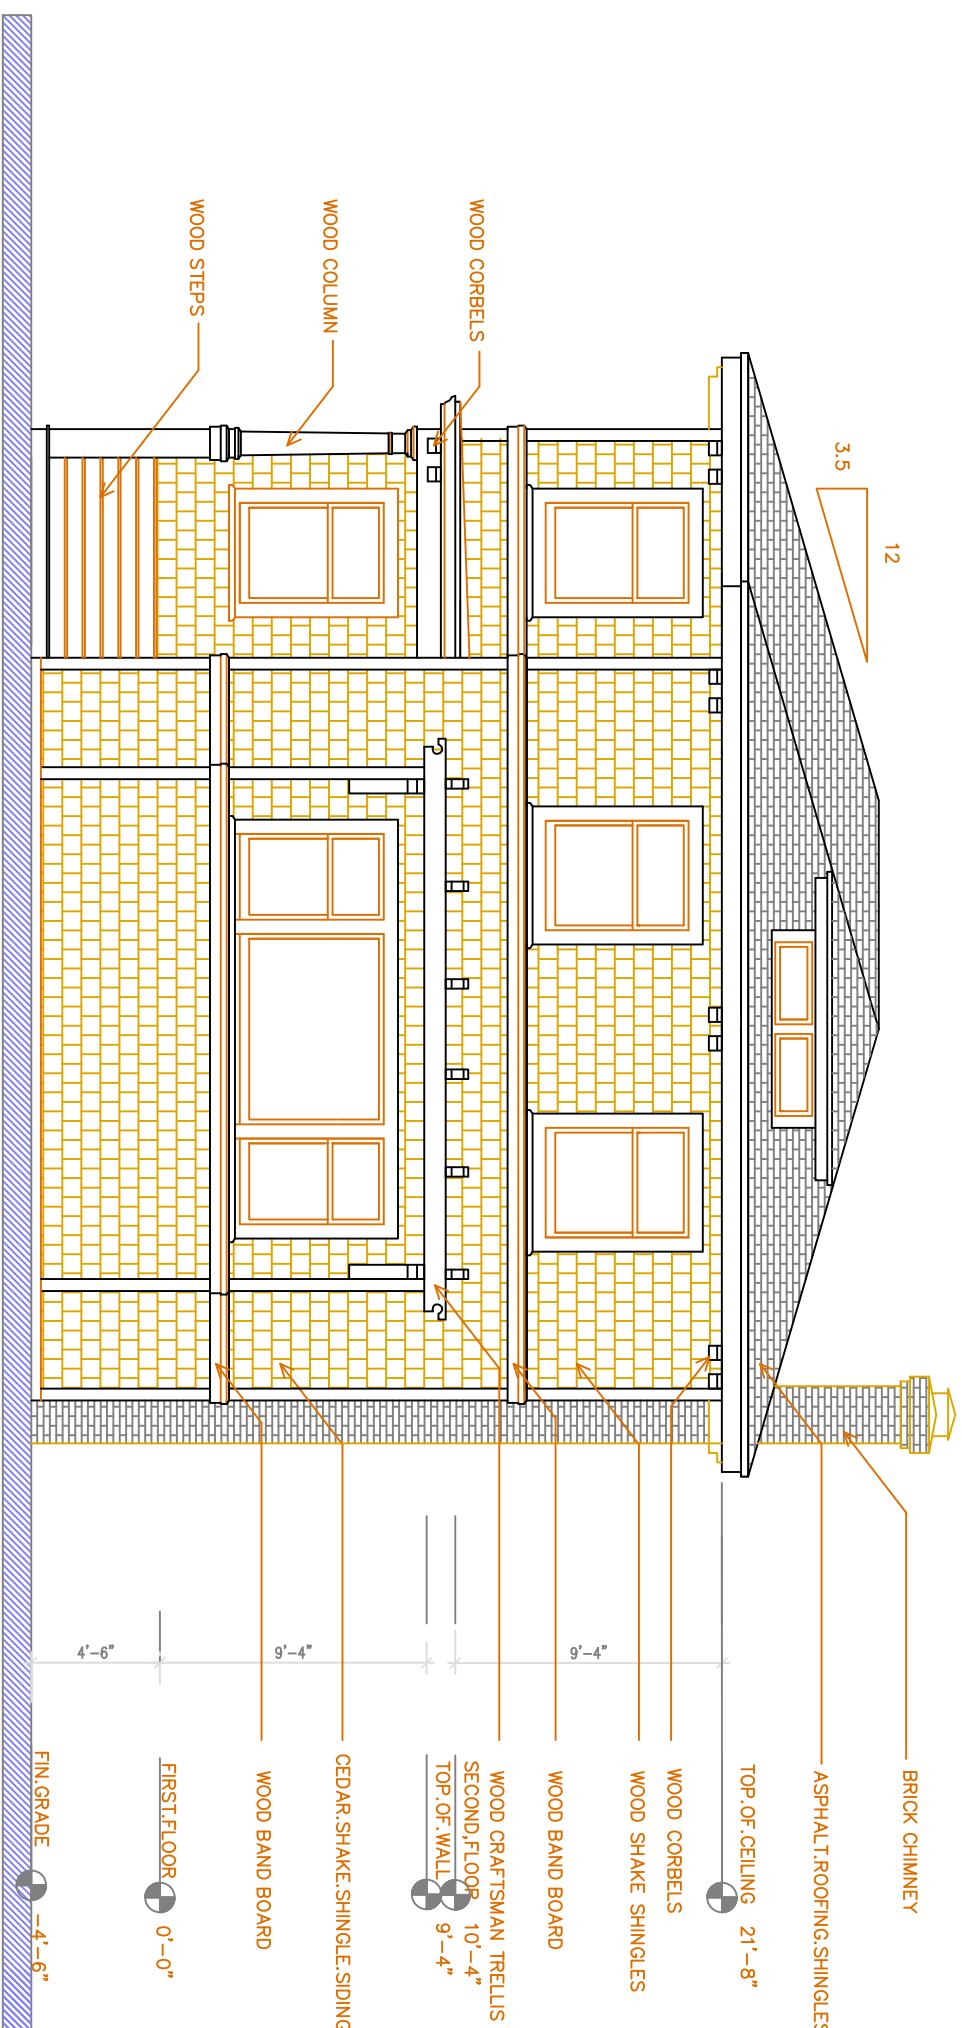 3.5
12
WOOD CORBELS
WOOD COLUMN
WOOD STEPS
BRICK CHIMNEY
ASPHALT.ROOFING.SHINGLES
TOP.OF.CEILING 21'-8"
WOOD CORBELS
WOOD SHAKE SHINGLES
WOOD BAND BOARD
WOOD CRAFTSMAN TRELLIS
SECOND,FLOOR 10'-4"
TOP.OF.WALL 9'-4"
CEDAR.SHAKE.SHINGLE.SIDING
WOOD BAND BOARD
FIRST.FLOOR 0'-0"
FIN.GRADE -4'-6"
9'-4"
9'-4"
4'-6"